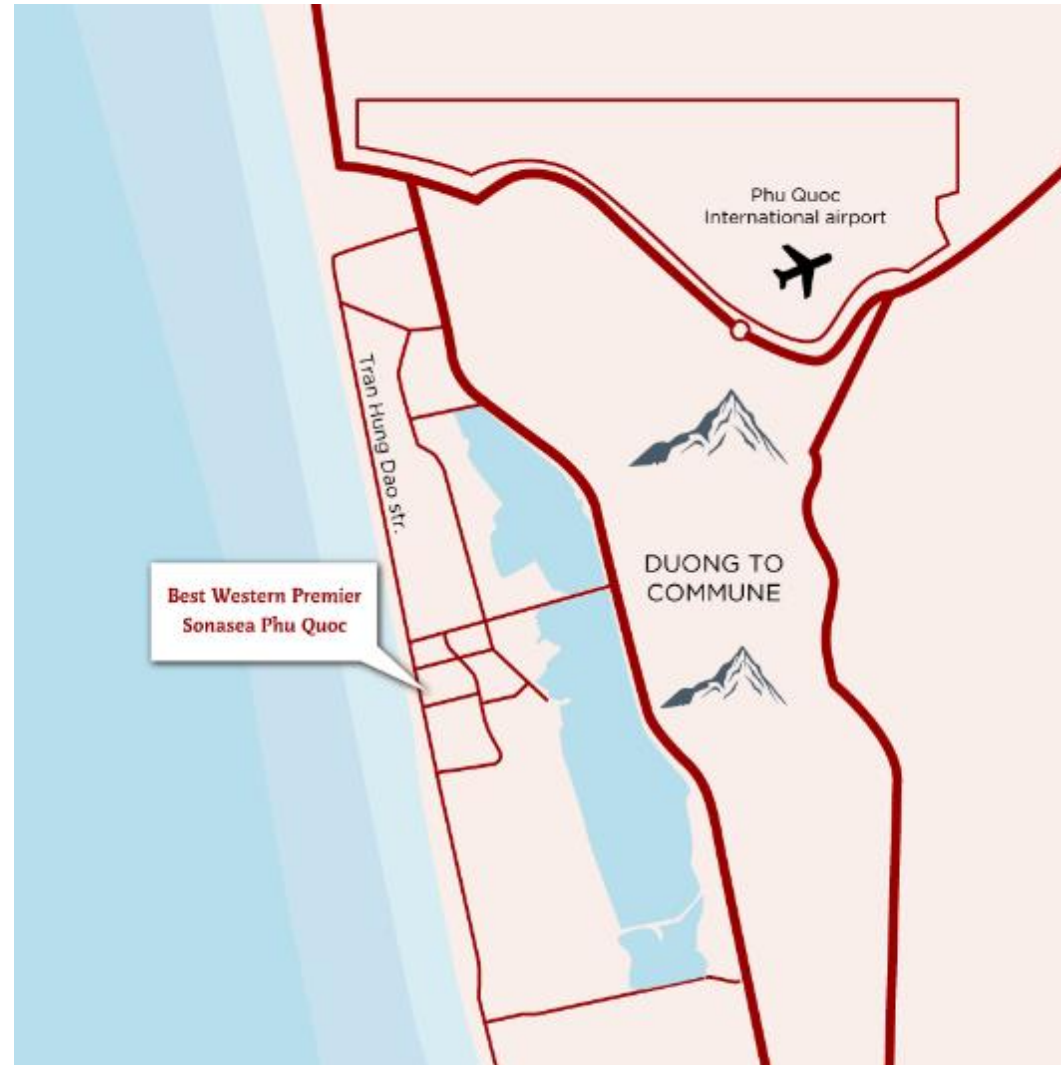 Phu Quoc
International airport
Tran Hung Dao str.
DUONG TO
COMMUNE
Best Western Premier
Sonasea Phu Quoc